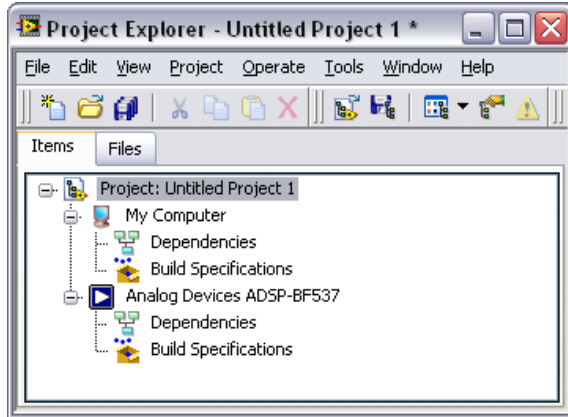 Project Explorer - Untitled Project 1 *
File Edit View Project Operate Tools Window Help
Items Files
Project: Untitled Project 1
My Computer
Dependencies
Build Specifications
Analog Devices ADSP-BF537
Dependencies
Build Specifications